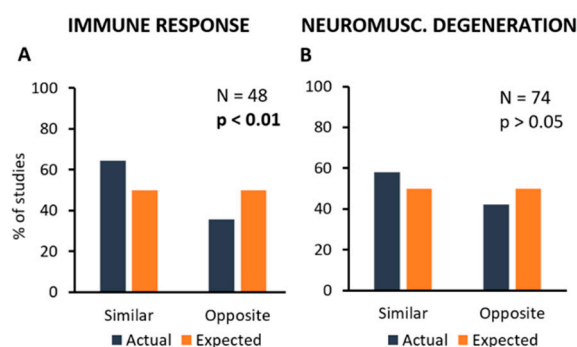 IMMUNE RESPONSE
A
N = 48
p < 0.01
100
80
60
40
20
0
% of studies
Similar Opposite
Actual Expected
NEUROMUSC. DEGENERATION
B
N = 74
p > 0.05
100
80
60
40
20
0
Similar Opposite
Actual Expected